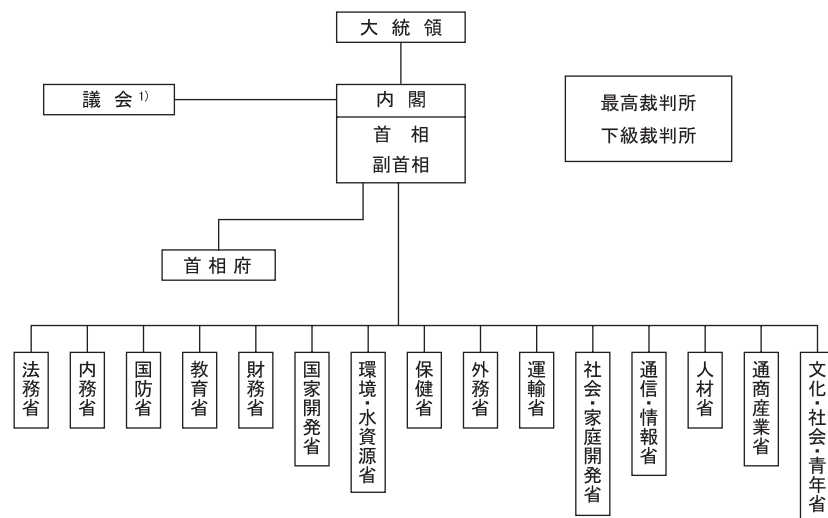 大統領
議会 1)
内閣
首相
副首相
最高裁判所
下級裁判所
首相府
法務省
内務省
国防省
教育省
財務省
国家開発省
環境・水資源省
保健省
外務省
運輸省
社会・家庭開発省
通信・情報省
人材省
通商産業省
文化・社会・青年省